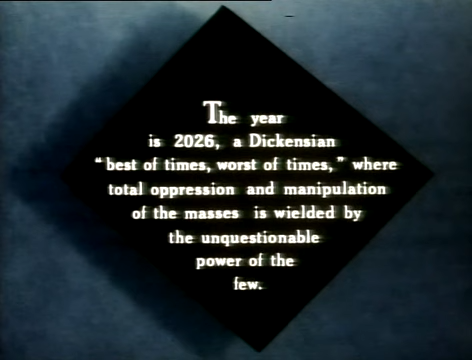 The year
is 2026, a Dickensian
"best of times, worst of times," where
total oppression and manipulation
of the masses is wielded by
the unquestionable
power of the
few.